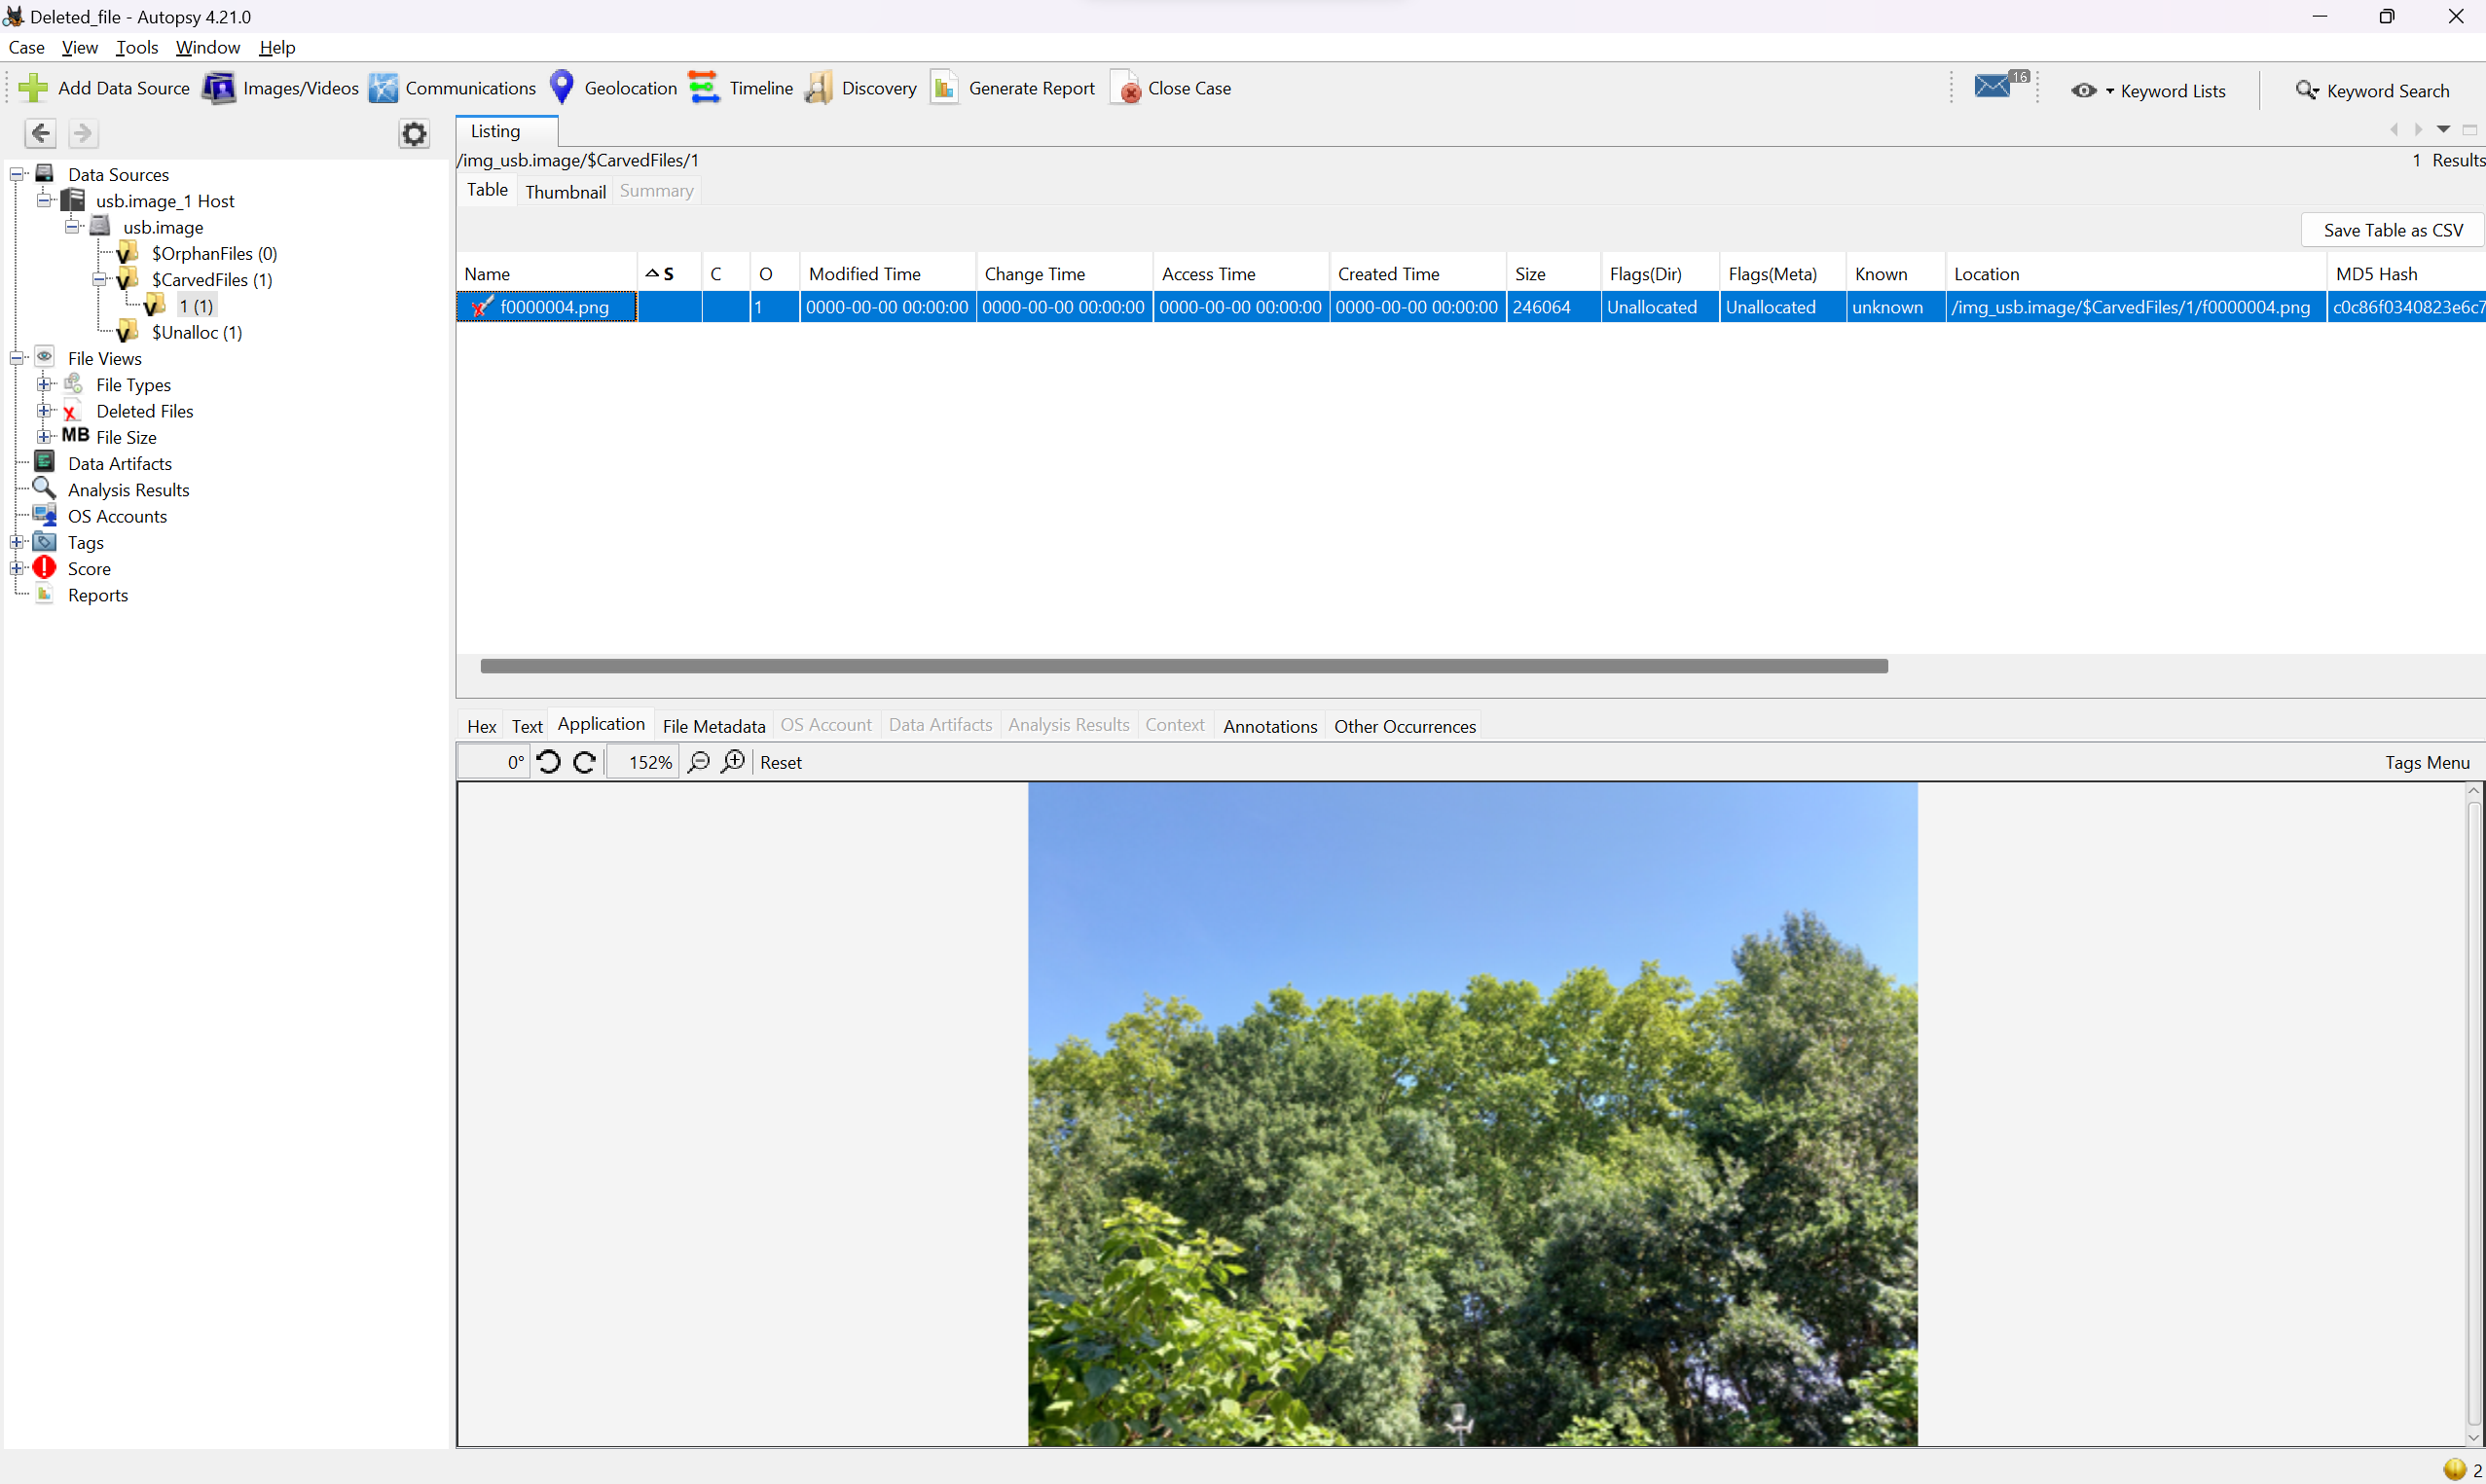 Deleted_file - Autopsy 4.21.0
Case View Tools Window Help
Add Data Source Images/Videos Communications Geolocation Timeline Discovery Generate Report Close Case 16 Keyword Lists Keyword Search
Listing
/img_usb.image/$CarvedFiles/1 1 Results
Table Thumbnail Summary
Save Table as CSV
Name S C O Modified Time Change Time Access Time Created Time Size Flags(Dir) Flags(Meta) Known Location MD5 Hash
f0000004.png 1 0000-00-00 00:00:00 0000-00-00 00:00:00 0000-00-00 00:00:00 0000-00-00 00:00:00 246064 Unallocated Unallocated unknown /img_usb.image/$CarvedFiles/1/f0000004.png c0c86f0340823e6c7
Data Sources
usb.image_1 Host
usb.image
$OrphanFiles (0)
$CarvedFiles (1)
1 (1)
$Unalloc (1)
File Views
File Types
Deleted Files
MB File Size
Data Artifacts
Analysis Results
OS Accounts
Tags
Score
Reports
Hex Text Application File Metadata OS Account Data Artifacts Analysis Results Context Annotations Other Occurrences
0° 152% Reset Tags Menu
2